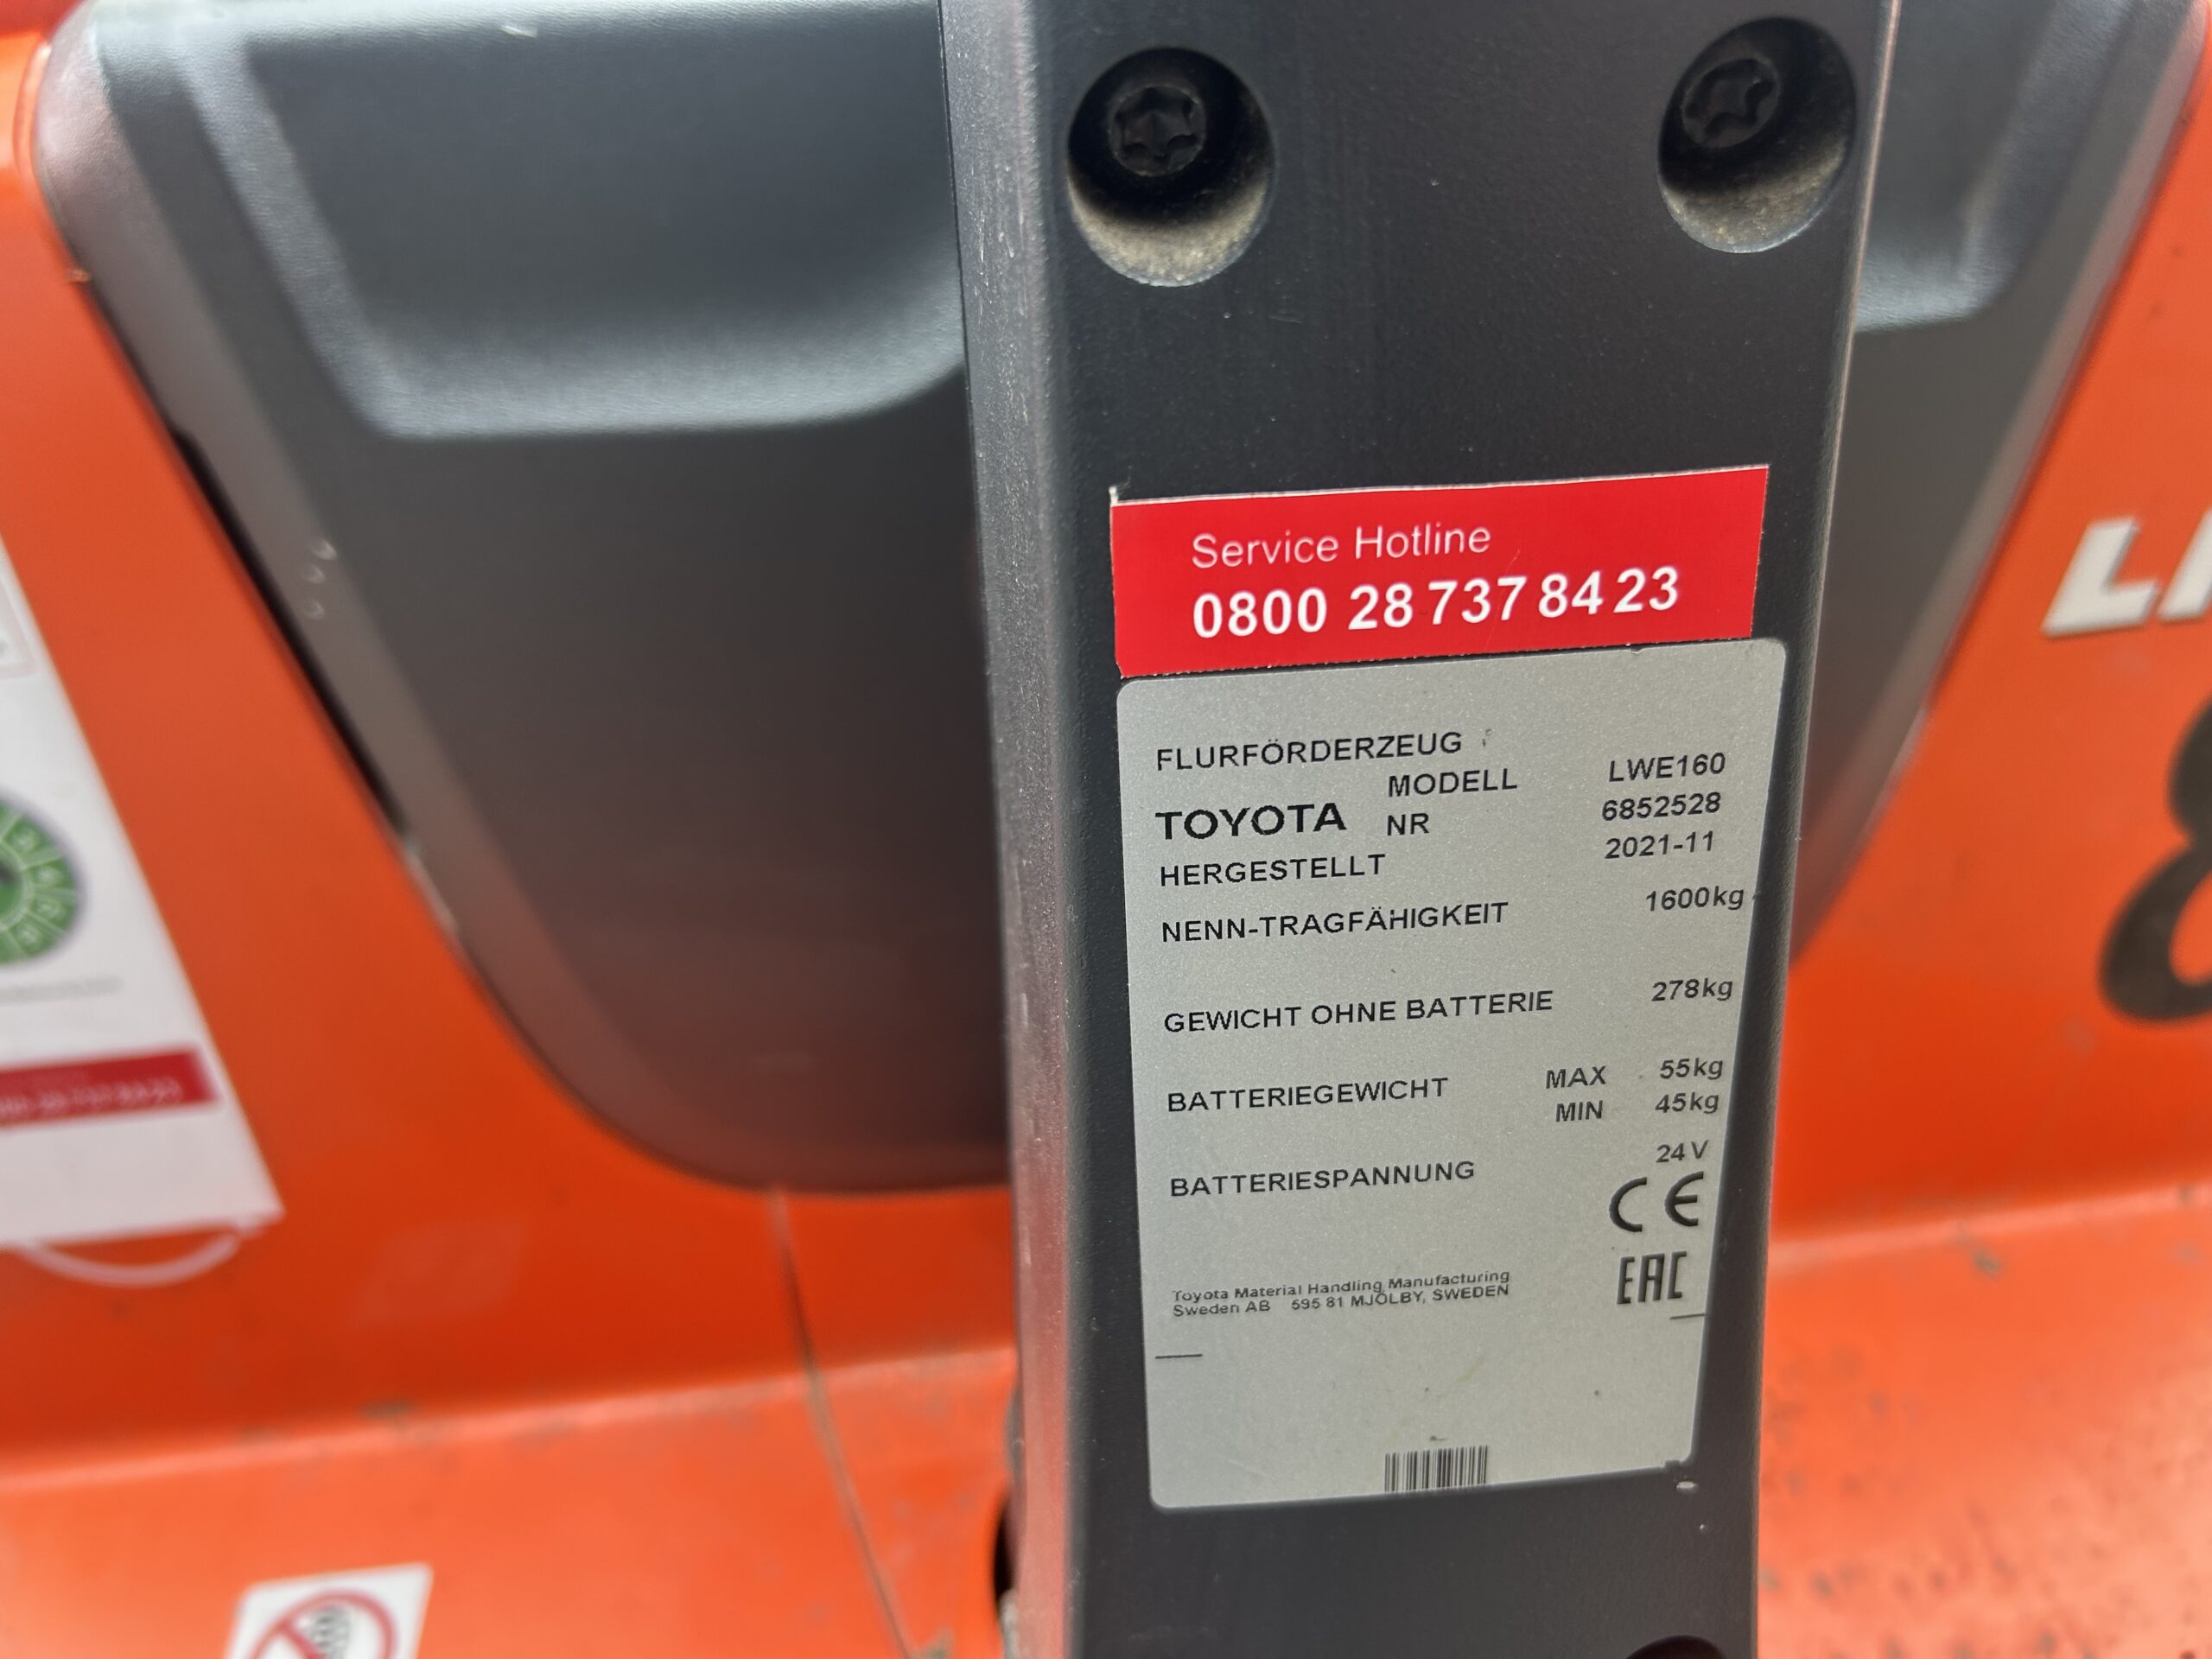 Service Hotline
0800 28 737 84 23
FLURFÖRDERZEUG
MODELL LWE160
TOYOTA NR 6852528
HERGESTELLT 2021-11
NENN-TRAGFÄHIGKEIT 1600kg
GEWICHT OHNE BATTERIE 278kg
BATTERIEGEWICHT MAX 55kg
MIN 45kg
BATTERIESPANNUNG 24V
CE
EAC
Toyota Material Handling Manufacturing
Sweden AB 595 81 MJÖLBY, SWEDEN